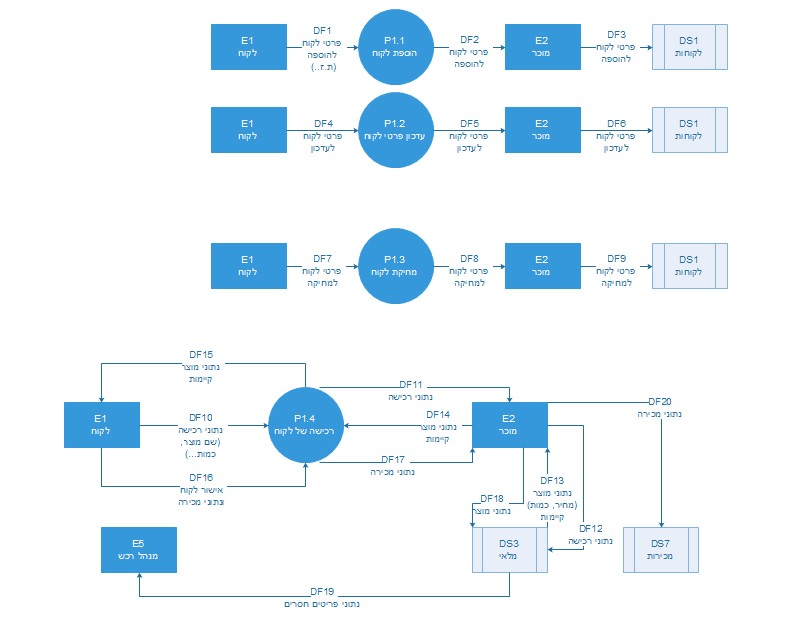 E1
לקוח
DF1
פרטי לקוח
להוספה
(ת.ז..)
P1.1
הוספת לקוח
DF2
פרטי לקוח
להוספה
E2
מוכר
DF3
פרטי לקוח
להוספה
DS1
לקוחות
E1
לקוח
DF4
פרטי לקוח
לעדכון
P1.2
עדכון פרטי לקוח
DF5
פרטי לקוח
לעדכון
E2
מוכר
DF6
פרטי לקוח
לעדכון
DS1
לקוחות
E1
לקוח
DF7
פרטי לקוח
למחיקה
P1.3
מחיקת לקוח
DF8
פרטי לקוח
למחיקה
E2
מוכר
DF9
פרטי לקוח
למחיקה
DS1
לקוחות
DF15
נתוני מוצר
קיימות
DF11
נתוני רכישה
E1
לקוח
DF10
נתוני רכישה
(שם מוצר,
כמות...)
P1.4
רכישה של לקוח
DF14
נתוני מוצר
קיימות
E2
מוכר
DF20
נתוני מכירה
DF16
אישור לקוח
ונתוני מכירה
DF17
נתוני מכירה
DF18
נתוני מוצר
DF13
נתוני מוצר
(מחיר, כמות)
קיימות
DF12
נתוני רכישה
E5
מנהל רכש
DS3
מלאי
DS7
מכירות
DF19
נתוני פריטים חסרים